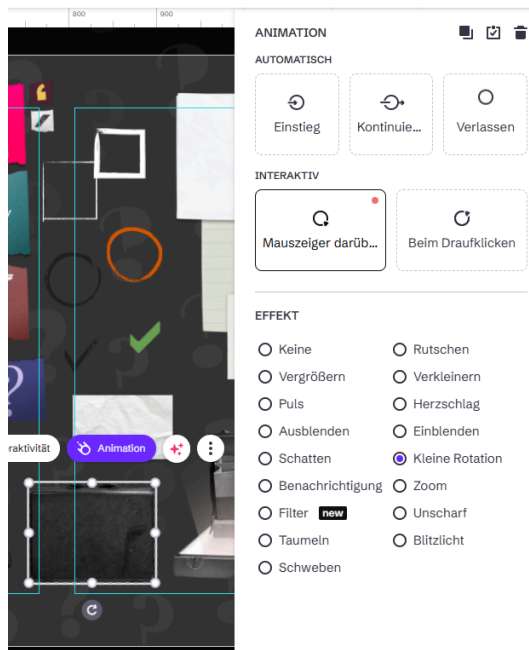 800
900
ANIMATION
AUTOMATISCH
Einstieg
Kontinuie...
Verlassen
INTERAKTIV
Mauszeiger darüb...
Beim Draufklicken
EFFEKT
Keine
Rutschen
Vergrößern
Verkleinern
Puls
Herzschlag
Ausblenden
Einblenden
Schatten
Kleine Rotation
Benachrichtigung
Zoom
Filter new
Unscharf
Taumeln
Blitzlicht
Schweben
eraktivität
Animation